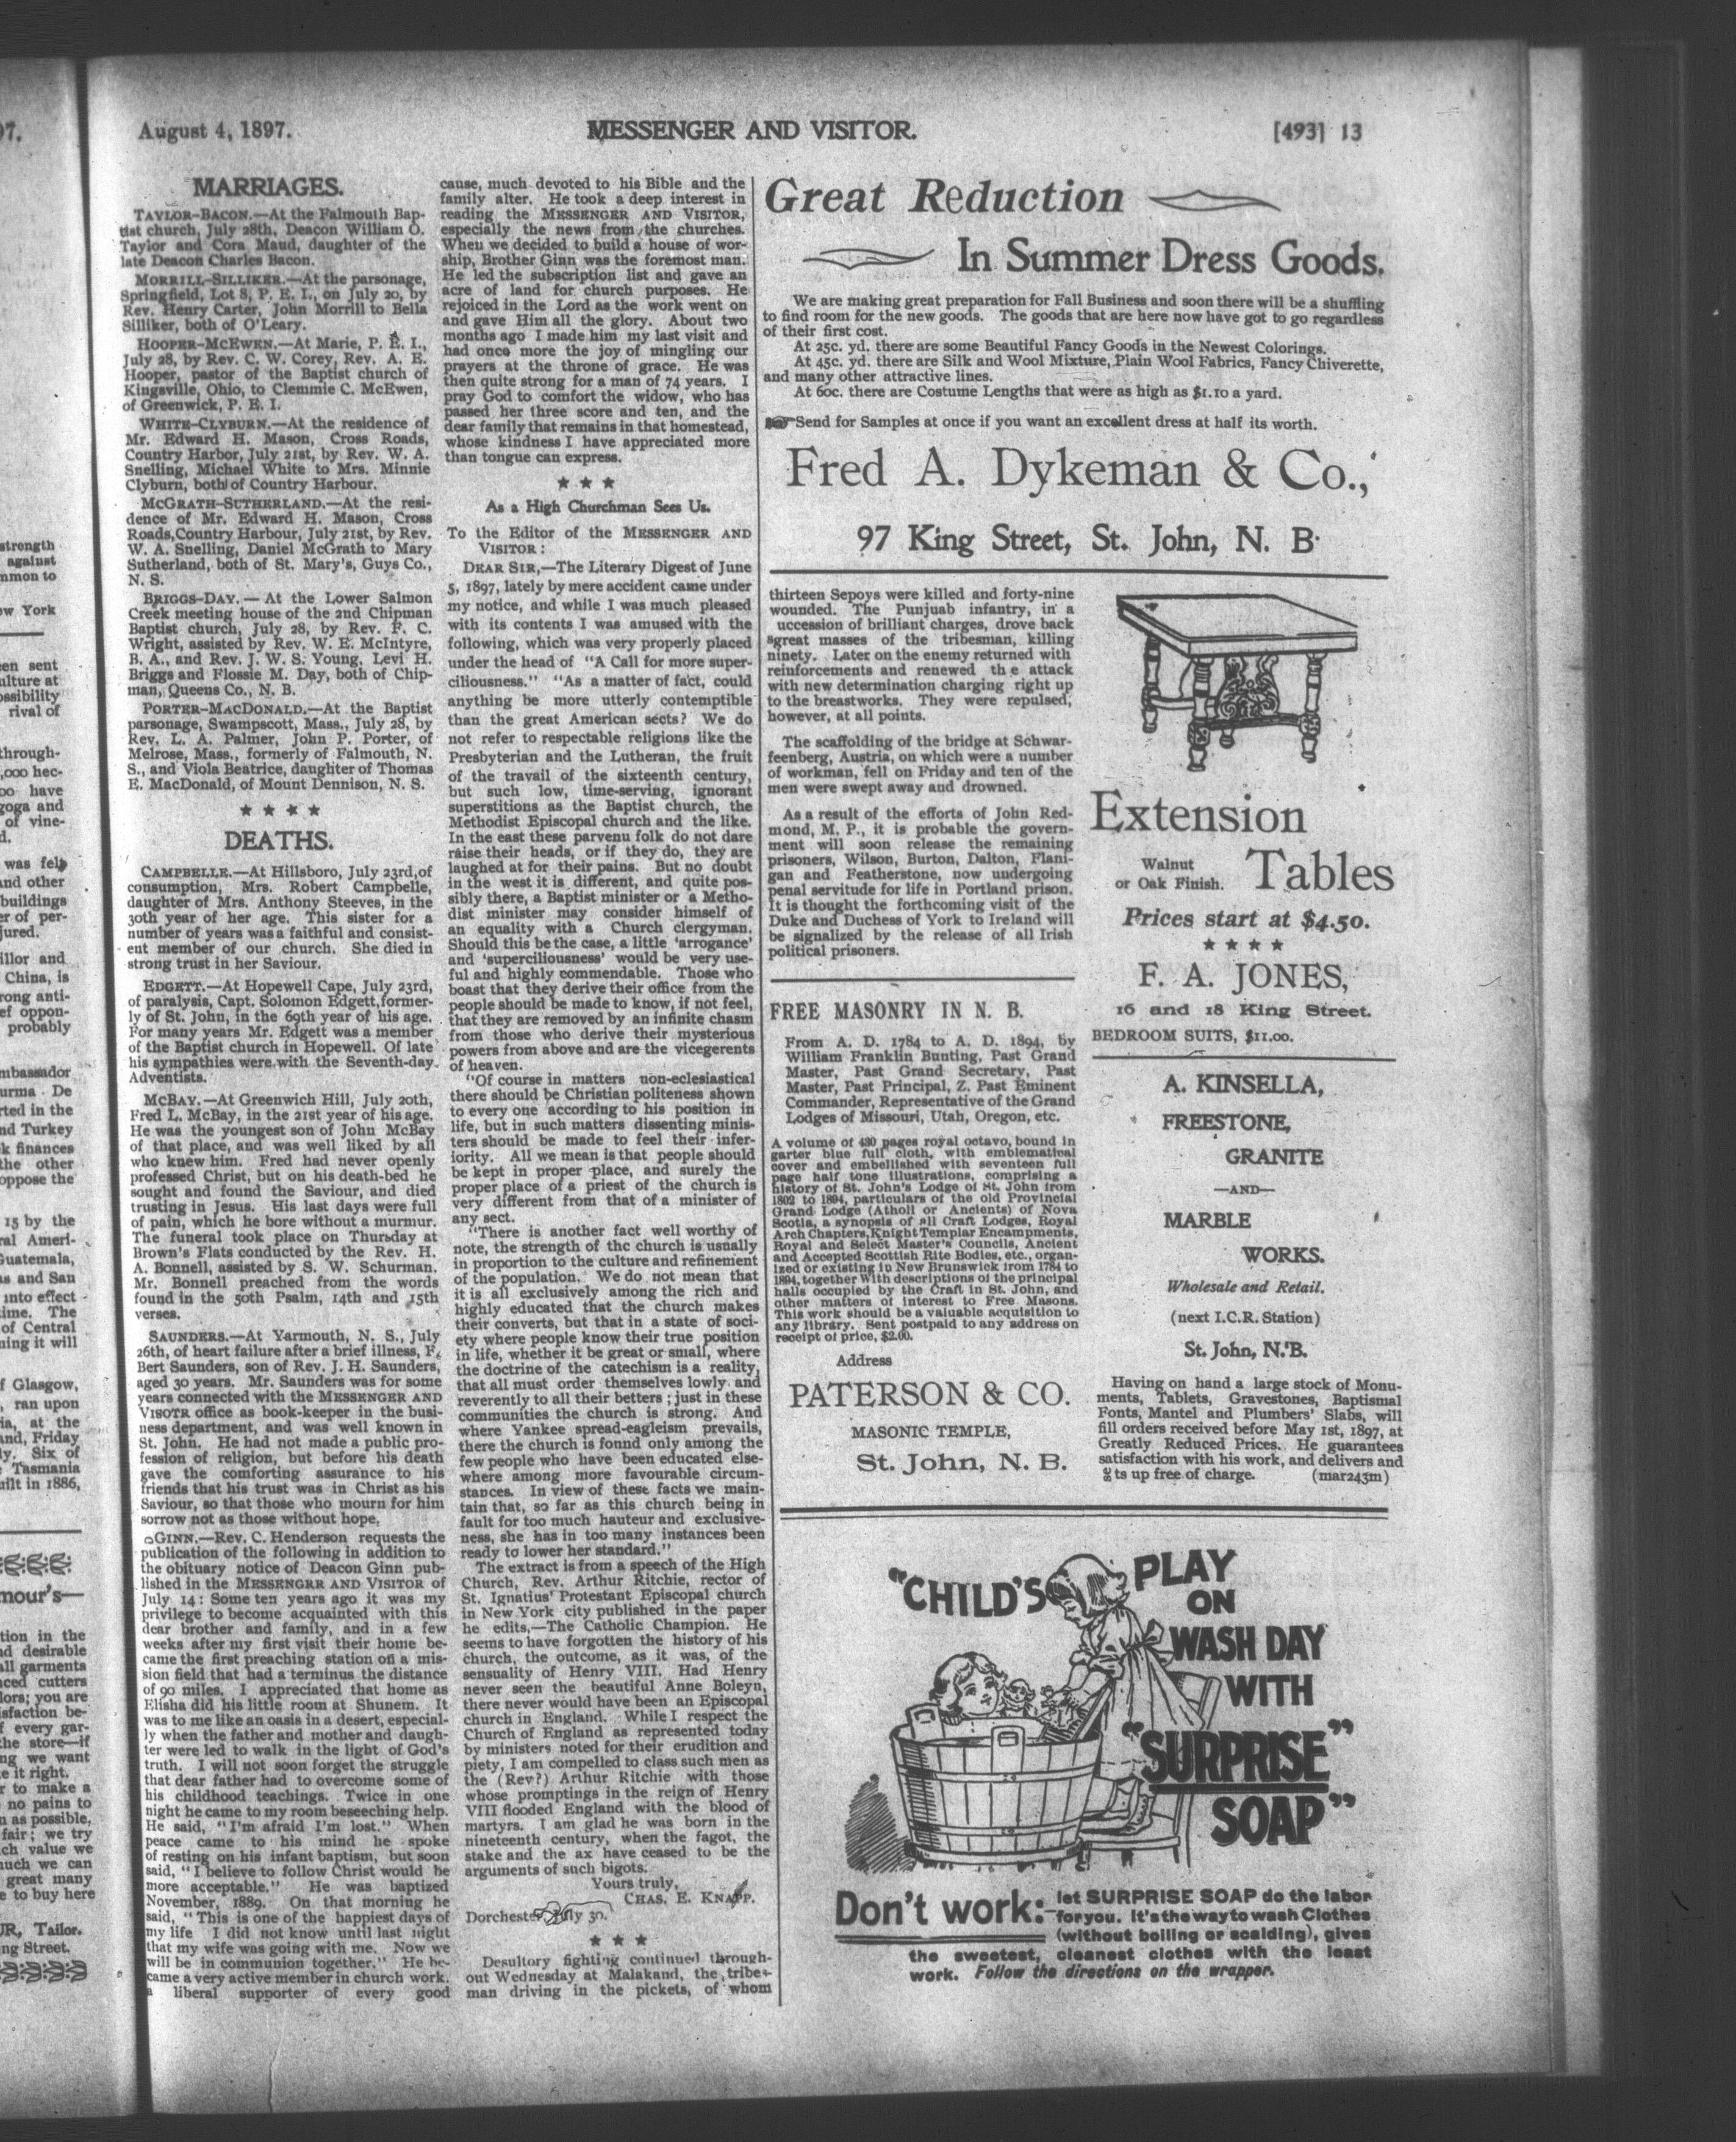 August 4, 1897.
MESSENGER AND VISITOR.
[493] 13
MARRIAGES.
TAYLOR-BACON.—At the Falmouth Bap-
tist church, July 28th, Deacon William O.
Taylor and Cora Maud, daughter of the
late Deacon Charles Bacon.
MORRILL-SILLIKER.—At the parsonage,
Springfield, Lot 8, P. E. I., on July 20, by
Rev. Henry Carter, John Morrill to Bella
Silliker, both of O'Leary.
HOOPER-MCEWEN.—At Marie, P. E. I.,
July 28, by Rev. C. W. Corey, Rev. A. E.
Hooper, pastor of the Baptist church of
Kingsville, Ohio, to Clemmie C. McEwen,
of Greenwick, P. E. I.
WHITE-CLYBURN.—At the residence of
Mr. Edward H. Mason, Cross Roads,
Country Harbor, July 21st, by Rev. W. A.
Snelling, Michael White to Mrs. Minnie
Clyburn, both of Country Harbour.
MCGRATH-SUTHERLAND.—At the resi-
dence of Mr. Edward H. Mason, Cross
Roads,Country Harbour, July 21st, by Rev.
W. A. Snelling, Daniel McGrath to Mary
Sutherland, both of St. Mary's, Guys Co.,
N. S.
BRIGGS-DAY. — At the Lower Salmon
Creek meeting house of the 2nd Chipman
Baptist church, July 28, by Rev. F. C.
Wright, assisted by Rev. W. E. McIntyre,
B. A., and Rev. J. W. S. Young, Levi H.
Briggs and Flossie M. Day, both of Chip-
man, Queens Co., N. B.
PORTER-MACDONALD.—At the Baptist
parsonage, Swampscott, Mass., July 28, by
Rev. L. A. Palmer, John P. Porter, of
Melrose, Mass., formerly of Falmouth, N.
S., and Viola Beatrice, daughter of Thomas
E. MacDonald, of Mount Dennison, N. S.
★ ★ ★ ★
DEATHS.
CAMPBELLE.—At Hillsboro, July 23rd,of
consumption, Mrs. Robert Campbelle,
daughter of Mrs. Anthony Steeves, in the
30th year of her age. This sister for a
number of years was a faithful and consist-
ent member of our church. She died in
strong trust in her Saviour.
EDGETT.—At Hopewell Cape, July 23rd,
of paralysis, Capt. Solomon Edgett,former-
ly of St. John, in the 69th year of his age.
For many years Mr. Edgett was a member
of the Baptist church in Hopewell. Of late
his sympathies were with the Seventh-day
Adventists.
MCBAY.—At Greenwich Hill, July 20th,
Fred L. McBay, in the 21st year of his age.
He was the youngest son of John McBay
of that place, and was well liked by all
who knew him. Fred had never openly
professed Christ, but on his death-bed he
sought and found the Saviour, and died
trusting in Jesus. His last days were full
of pain, which he bore without a murmur.
The funeral took place on Thursday at
Brown's Flats conducted by the Rev. H.
A. Bonnell, assisted by S. W. Schurman.
Mr. Bonnell preached from the words
found in the 50th Psalm, 14th and 15th
verses.
SAUNDERS.—At Yarmouth, N. S., July
26th, of heart failure after a brief illness, F.
Bert Saunders, son of Rev. J. H. Saunders,
aged 30 years. Mr. Saunders was for some
years connected with the MESSENGER AND
VISOTR office as book-keeper in the busi-
ness department, and was well known in
St. John. He had not made a public pro-
fession of religion, but before his death
gave the comforting assurance to his
friends that his trust was in Christ as his
Saviour, so that those who mourn for him
sorrow not as those without hope.
GINN.—Rev. C. Henderson requests the
publication of the following in addition to
the obituary notice of Deacon Ginn pub-
lished in the MESSENGRR AND VISITOR of
July 14: Some ten years ago it was my
privilege to become acquainted with this
dear brother and family, and in a few
weeks after my first visit their home be-
came the first preaching station on a mis-
sion field that had a terminus the distance
of 90 miles. I appreciated that home as
Elisha did his little room at Shunem. It
was to me like an oasis in a desert, especial-
ly when the father and mother and daugh-
ter were led to walk in the light of God's
truth. I will not soon forget the struggle
that dear father had to overcome some of
his childhood teachings. Twice in one
night he came to my room beseeching help.
He said, "I'm afraid I'm lost." When
peace came to his mind he spoke
of resting on his infant baptism, but soon
said, "I believe to follow Christ would be
more acceptable." He was baptized
November, 1889. On that morning he
said, "This is one of the happiest days of
my life I did not know until last night
that my wife was going with me. Now we
will be in communion together." He be-
came a very active member in church work.
a liberal supporter of every good
cause, much devoted to his Bible and the
family alter. He took a deep interest in
reading the MESSENGER AND VISITOR,
especially the news from the churches.
When we decided to build a house of wor-
ship, Brother Ginn was the foremost man.
He led the subscription list and gave an
acre of land for church purposes. He
rejoiced in the Lord as the work went on
and gave Him all the glory. About two
months ago I made him my last visit and
had once more the joy of mingling our
prayers at the throne of grace. He was
then quite strong for a man of 74 years. I
pray God to comfort the widow, who has
passed her three score and ten, and the
dear family that remains in that homestead,
whose kindness I have appreciated more
than tongue can express.
★ ★ ★
As a High Churchman Sees Us.
To the Editor of the MESSENGER AND
VISITOR:
DEAR SIR,—The Literary Digest of June
5, 1897, lately by mere accident came under
my notice, and while I was much pleased
with its contents I was amused with the
following, which was very properly placed
under the head of "A Call for more super-
ciliousness." "As a matter of fact, could
anything be more utterly contemptible
than the great American sects? We do
not refer to respectable religions like the
Presbyterian and the Lutheran, the fruit
of the travail of the sixteenth century,
but such low, time-serving, ignorant
superstitions as the Baptist church, the
Methodist Episcopal church and the like.
In the east these parvenu folk do not dare
raise their heads, or if they do, they are
laughed at for their pains. But no doubt
in the west it is different, and quite pos-
sibly there, a Baptist minister or a Metho-
dist minister may consider himself of
an equality with a Church clergyman.
Should this be the case, a little 'arrogance'
and 'superciliousness' would be very use-
ful and highly commendable. Those who
boast that they derive their office from the
people should be made to know, if not feel,
that they are removed by an infinite chasm
from those who derive their mysterious
powers from above and are the vicegerents
of heaven.
"Of course in matters non-eclesiastical
there should be Christian politeness shown
to every one according to his position in
life, but in such matters dissenting minis-
ters should be made to feel their infer-
iority. All we mean is that people should
be kept in proper place, and surely the
proper place of a priest of the church is
very different from that of a minister of
any sect.
"There is another fact well worthy of
note, the strength of thc church is usually
in proportion to the culture and refinement
of the population. We do not mean that
it is all exclusively among the rich and
highly educated that the church makes
their converts, but that in a state of soci-
ety where people know their true position
in life, whether it be great or small, where
the doctrine of the catechism is a reality,
that all must order themselves lowly and
reverently to all their betters; just in these
communities the church is strong. And
where Yankee spread-eagleism prevails,
there the church is fonnd only among the
few people who have been educated else-
where among more favourable circum-
stances. In view of these facts we main-
tain that, so far as this church being in
fault for too much hauteur and exclusive-
ness, she has in too many instances been
ready to lower her standard."
The extract is from a speech of the High
Church, Rev. Arthur Ritchie, rector of
St. Ignatius' Protestant Episcopal church
in New York city published in the paper
he edits,—The Catholic Champion. He
seems to have forgotten the history of his
church, the outcome, as it was, of the
sensuality of Henry VIII. Had Henry
never seen the beautiful Anne Boleyn,
there never would have been an Episcopal
church in England. While I respect the
Church of England as represented today
by ministers noted for their erudition and
piety, I am compelled to class such men as
the (Rev?) Arthur Ritchie with those
whose promptings in the reign of Henry
VIII flooded England with the blood of
martyrs. I am glad he was born in the
nineteenth century, when the fagot, the
stake and the ax have ceased to be the
arguments of such bigots.
Yours truly,
CHAS. E. KNAPP.
Dorchester July 30.
★ ★ ★
Desultory fighting continued through-
out Wednesday at Malakand, the tribe-
man driving in the pickets, of whom
Great Reduction
In Summer Dress Goods.
We are making great preparation for Fall Business and soon there will be a shuffling
to find room for the new goods. The goods that are here now have got to go regardless
of their first cost.
At 25c. yd. there are some Beautiful Fancy Goods in the Newest Colorings.
At 45c. yd. there are Silk and Wool Mixture, Plain Wool Fabrics, Fancy Chiverette,
and many other attractive lines.
At 60c. there are Costume Lengths that were as high as $1.10 a yard.
Send for Samples at once if you want an excellent dress at half its worth.
Fred A. Dykeman & Co.,
97 King Street, St. John, N. B.
thirteen Sepoys were killed and forty-nine
wounded. The Punjuab infantry, in a
uccession of brilliant charges, drove back
sgreat masses of the tribesman, killing
ninety. Later on the enemy returned with
reinforcements and renewed the attack
with new determination charging right up
to the breastworks. They were repulsed,
however, at all points.
The scaffolding of the bridge at Schwar-
feenberg, Austria, on which were a number
of workman, fell on Friday and ten of the
men were swept away and drowned.
As a result of the efforts of John Red-
mond, M. P., it is probable the govern-
ment will soon release the remaining
prisoners, Wilson, Burton, Dalton, Flani-
gan and Featherstone, now undergoing
penal servitude for life in Portland prison.
It is thought the forthcoming visit of the
Duke and Duchess of York to Ireland will
be signalized by the release of all Irish
political prisoners.
FREE MASONRY IN N. B.
From A. D. 1784 to A. D. 1894, by
William Franklin Bunting, Past Grand
Master, Past Grand Secretary, Past
Master, Past Principal, Z. Past Eminent
Commander, Representative of the Grand
Lodges of Missouri, Utah, Oregon, etc.
A volume of 430 pages royal octavo, bound in
garter blue full cloth, with emblematical
cover and embellished with seventeen full
page half tone illustrations, comprising a
history of St. John's Lodge of St. John from
1802 to 1894, particulars of the old Provincial
Grand Lodge (Atholl or Ancients) of Nova
Scotia, a synopsis of all Craft Lodges, Royal
Arch Chapters,Knight Templar Encampments,
Royal and Select Master's Councils, Ancient
and Accepted Scottish Rite Bodies, etc., organ-
ized or existing in New Brunswick from 1784 to
1894, together with descriptions of the principal
halls occupied by the Craft in St. John, and
other matters of interest to Free Masons.
This work should be a valuable acquisition to
any library. Sent postpaid to any address on
receipt of price, $2.00.
Address
PATERSON & CO.
MASONIC TEMPLE,
St. John, N. B.
Extension
Walnut
or Oak Finish.
Tables
Prices start at $4.50.
★ ★ ★ ★
F. A. JONES,
16 and 18 King Street.
BEDROOM SUITS, $11.00.
A. KINSELLA,
FREESTONE,
GRANITE
—AND—
MARBLE
WORKS.
Wholesale and Retail.
(next I.C.R. Station)
St. John, N. B.
Having on hand a large stock of Monu-
ments, Tablets, Gravestones, Baptismal
Fonts, Mantel and Plumbers' Slabs, will
fill orders received before May 1st, 1897, at
Greatly Reduced Prices. He guarantees
satisfaction with his work, and delivers and
sets up free of charge. (mar243m)
"CHILD'S PLAY
ON
WASH DAY
WITH
"SURPRISE"
SOAP"
Don't work:— let SURPRISE SOAP do the labor
for you. It's the way to wash Clothes
(without boiling or scalding), gives
the sweetest, cleanest clothes with the least
work. Follow the directions on the wrapper.